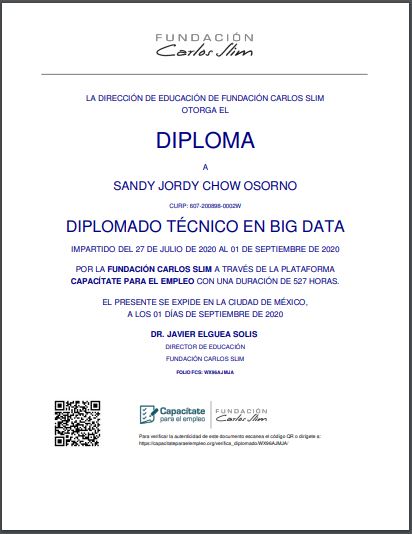 FUNDACIÓN
Carlos Slim
LA DIRECCIÓN DE EDUCACIÓN DE FUNDACIÓN CARLOS SLIM
OTORGA EL
DIPLOMA
A
SANDY JORDY CHOW OSORNO
CURP: 607-200898-0002W
DIPLOMADO TÉCNICO EN BIG DATA
IMPARTIDO DEL 27 DE JULIO DE 2020 AL 01 DE SEPTIEMBRE DE 2020
POR LA FUNDACIÓN CARLOS SLIM A TRAVÉS DE LA PLATAFORMA
CAPACÍTATE PARA EL EMPLEO CON UNA DURACIÓN DE 527 HORAS.
EL PRESENTE SE EXPIDE EN LA CIUDAD DE MÉXICO,
A LOS 01 DÍAS DE SEPTIEMBRE DE 2020
DR. JAVIER ELGUEA SOLIS
DIRECTOR DE EDUCACIÓN
FUNDACIÓN CARLOS SLIM
FOLIO FCS: WX96AJMJA
Capacítate
para el empleo
FUNDACIÓN
Carlos Slim
Para verificar la autenticidad de este documento escanea el código QR o dirígete a:
https://capacitateparaelempleo.org/verifica_diplomado/WX96AJMJA/